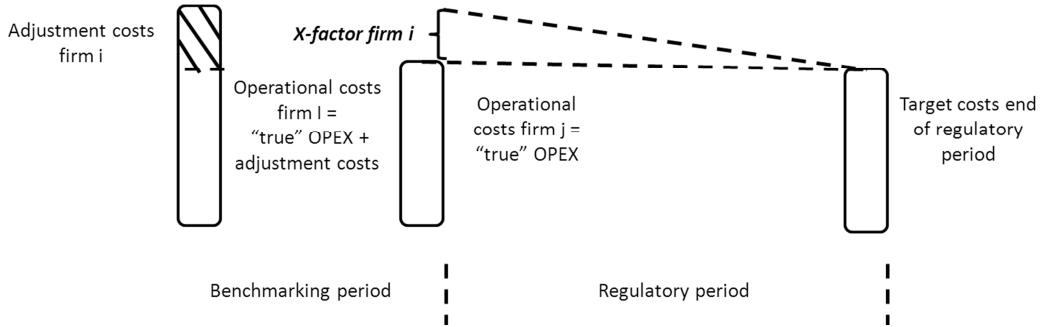 Adjustment costs
firm i
X-factor firm i
Operational costs
firm I =
"true" OPEX +
adjustment costs
Operational
costs firm j =
"true" OPEX
Target costs end
of regulatory
period
Benchmarking period
Regulatory period